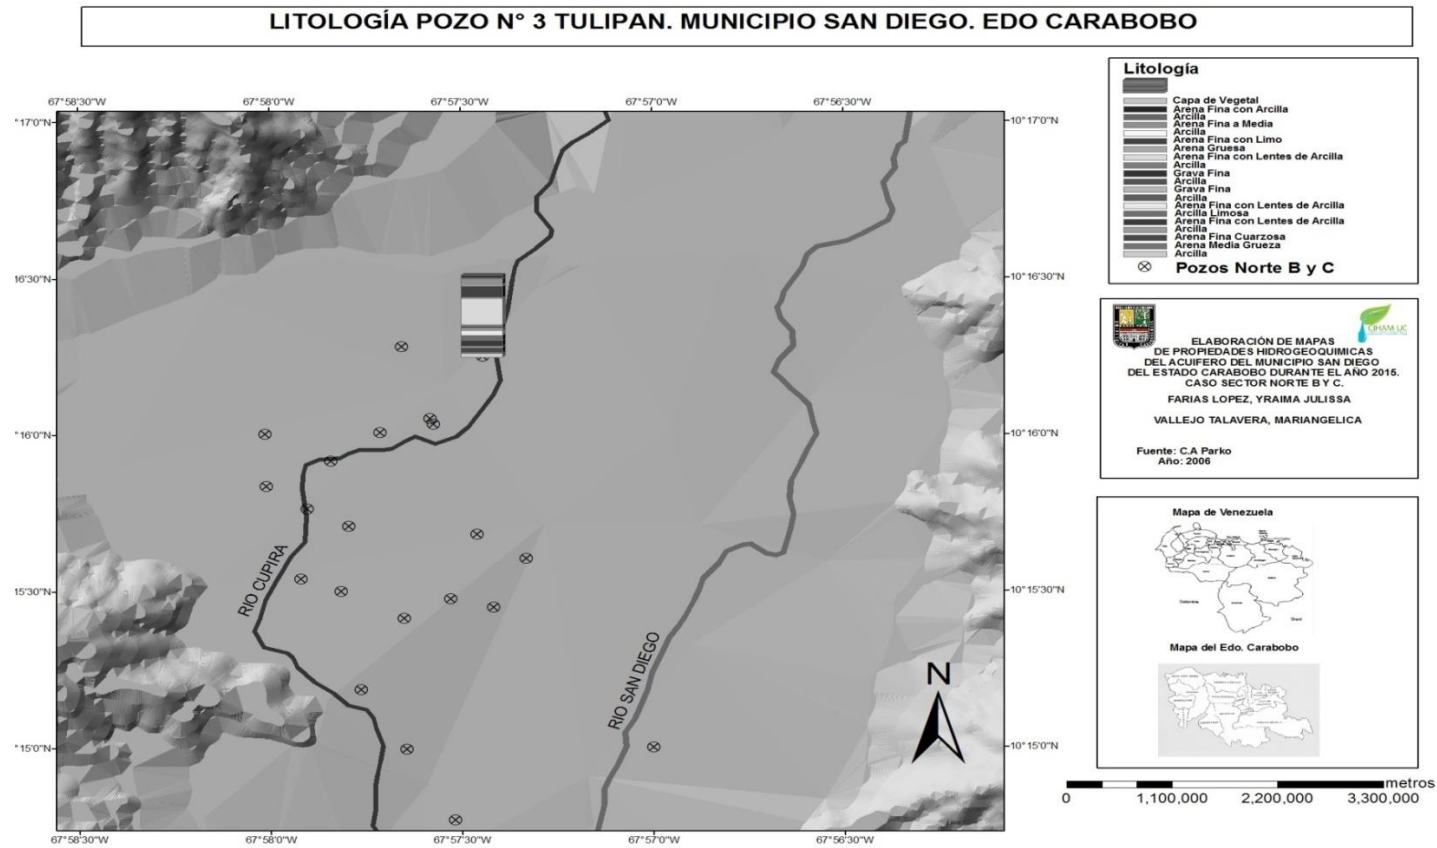 LITOLOGÍA POZO N° 3 TULIPAN. MUNICIPIO SAN DIEGO. EDO CARABOBO
67°58'30"W 67°58'0"W 67°57'30"W 67°57'0"W 67°56'30"W
°17'0"N
16'30"N
°16'0"N
15'30"N
°15'0"N
10°17'0"N
10°16'30"N
10°16'0"N
10°15'30"N
10°15'0"N
RIO CUPIRA
RIO SAN DIEGO
N
67°58'30"W 67°58'0"W 67°57'30"W 67°57'0"W 67°56'30"W
Litología
Capa de Vegetal
Arena Fina con Arcilla
Arcilla
Arena Fina a Media
Arcilla
Arena Fina con Limo
Arena Gruesa
Arena Fina con Lentes de Arcilla
Arcilla
Grava Fina
Arcilla
Grava Fina
Arcilla
Arena Fina con Lentes de Arcilla
Arcilla Limosa
Arena Fina con Lentes de Arcilla
Arcilla
Arena Fina Cuarzosa
Arena Media Grueza
Arcilla
Pozos Norte B y C
CIHAM-UC
ELABORACIÓN DE MAPAS
DE PROPIEDADES HIDROGEOQUIMICAS
DEL ACUIFERO DEL MUNICIPIO SAN DIEGO
DEL ESTADO CARABOBO DURANTE EL AÑO 2015.
CASO SECTOR NORTE B Y C.
FARIAS LOPEZ, YRAIMA JULISSA
VALLEJO TALAVERA, MARIANGELICA
Fuente: C.A Parko
Año: 2006
Mapa de Venezuela
Colombia
Brasil
Mapa del Edo. Carabobo
metros
0 1,100,000 2,200,000 3,300,000